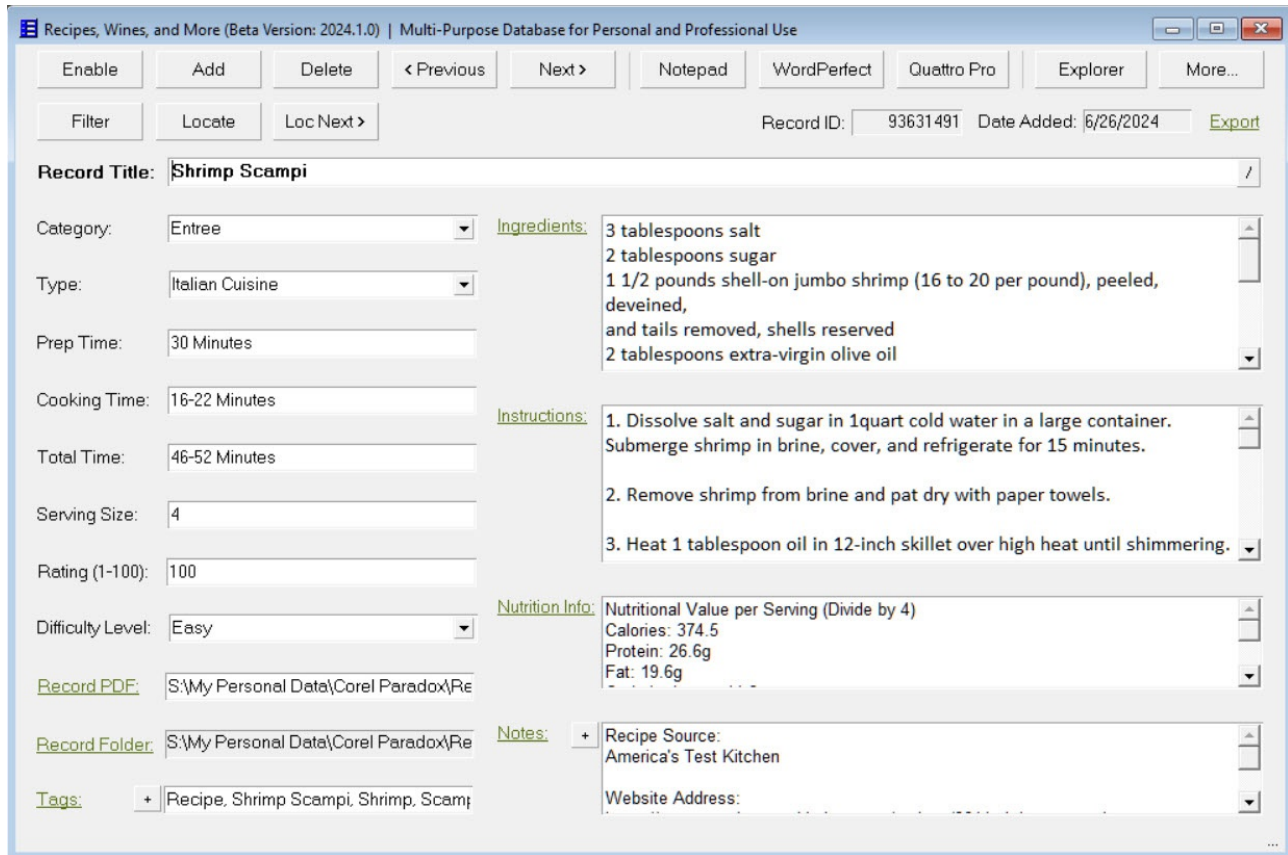 Recipes, Wines, and More (Beta Version: 2024.1.0) | Multi-Purpose Database for Personal and Professional Use
Enable Add Delete < Previous Next > Notepad WordPerfect Quattro Pro Explorer More...
Filter Locate Loc Next > Record ID: 93631491 Date Added: 6/26/2024 Export
Record Title: Shrimp Scampi /
Category: Entree
Type: Italian Cuisine
Prep Time: 30 Minutes
Cooking Time: 16-22 Minutes
Total Time: 46-52 Minutes
Serving Size: 4
Rating (1-100): 100
Difficulty Level: Easy
Record PDF: S:\My Personal Data\Corel Paradox\Re
Record Folder: S:\My Personal Data\Corel Paradox\Re
Tags: + Recipe, Shrimp Scampi, Shrimp, Scamp
Ingredients: 3 tablespoons salt
2 tablespoons sugar
1 1/2 pounds shell-on jumbo shrimp (16 to 20 per pound), peeled,
deveined,
and tails removed, shells reserved
2 tablespoons extra-virgin olive oil
Instructions: 1. Dissolve salt and sugar in 1quart cold water in a large container.
Submerge shrimp in brine, cover, and refrigerate for 15 minutes.
2. Remove shrimp from brine and pat dry with paper towels.
3. Heat 1 tablespoon oil in 12-inch skillet over high heat until shimmering.
Nutrition Info: Nutritional Value per Serving (Divide by 4)
Calories: 374.5
Protein: 26.6g
Fat: 19.6g
Notes: + Recipe Source:
America's Test Kitchen
Website Address:
...